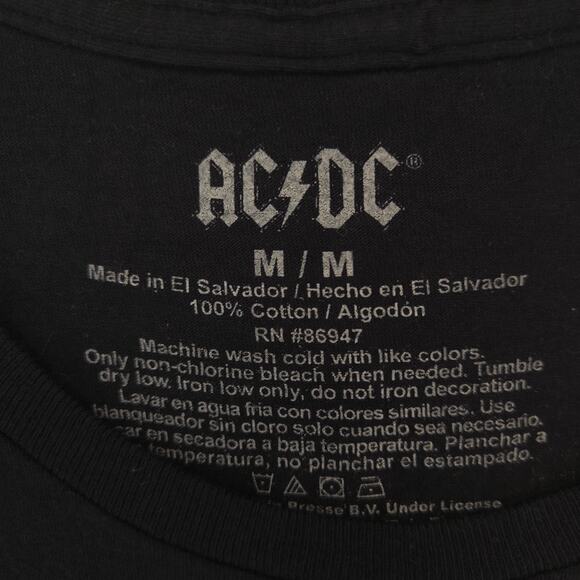 AC⚡DC®
M / M
Made in El Salvador / Hecho en El Salvador
100% Cotton / Algodón
RN #86947
Machine wash cold with like colors.
Only non-chlorine bleach when needed. Tumble
dry low. Iron low only, do not iron decoration.
Lavar en agua fria con colores similares. Use
blanqueador sin cloro solo cuando sea necesario.
car en secadora a baja temperatura. Planchar a
temperatura, no planchar el estampado.
Presse B.V. Under License